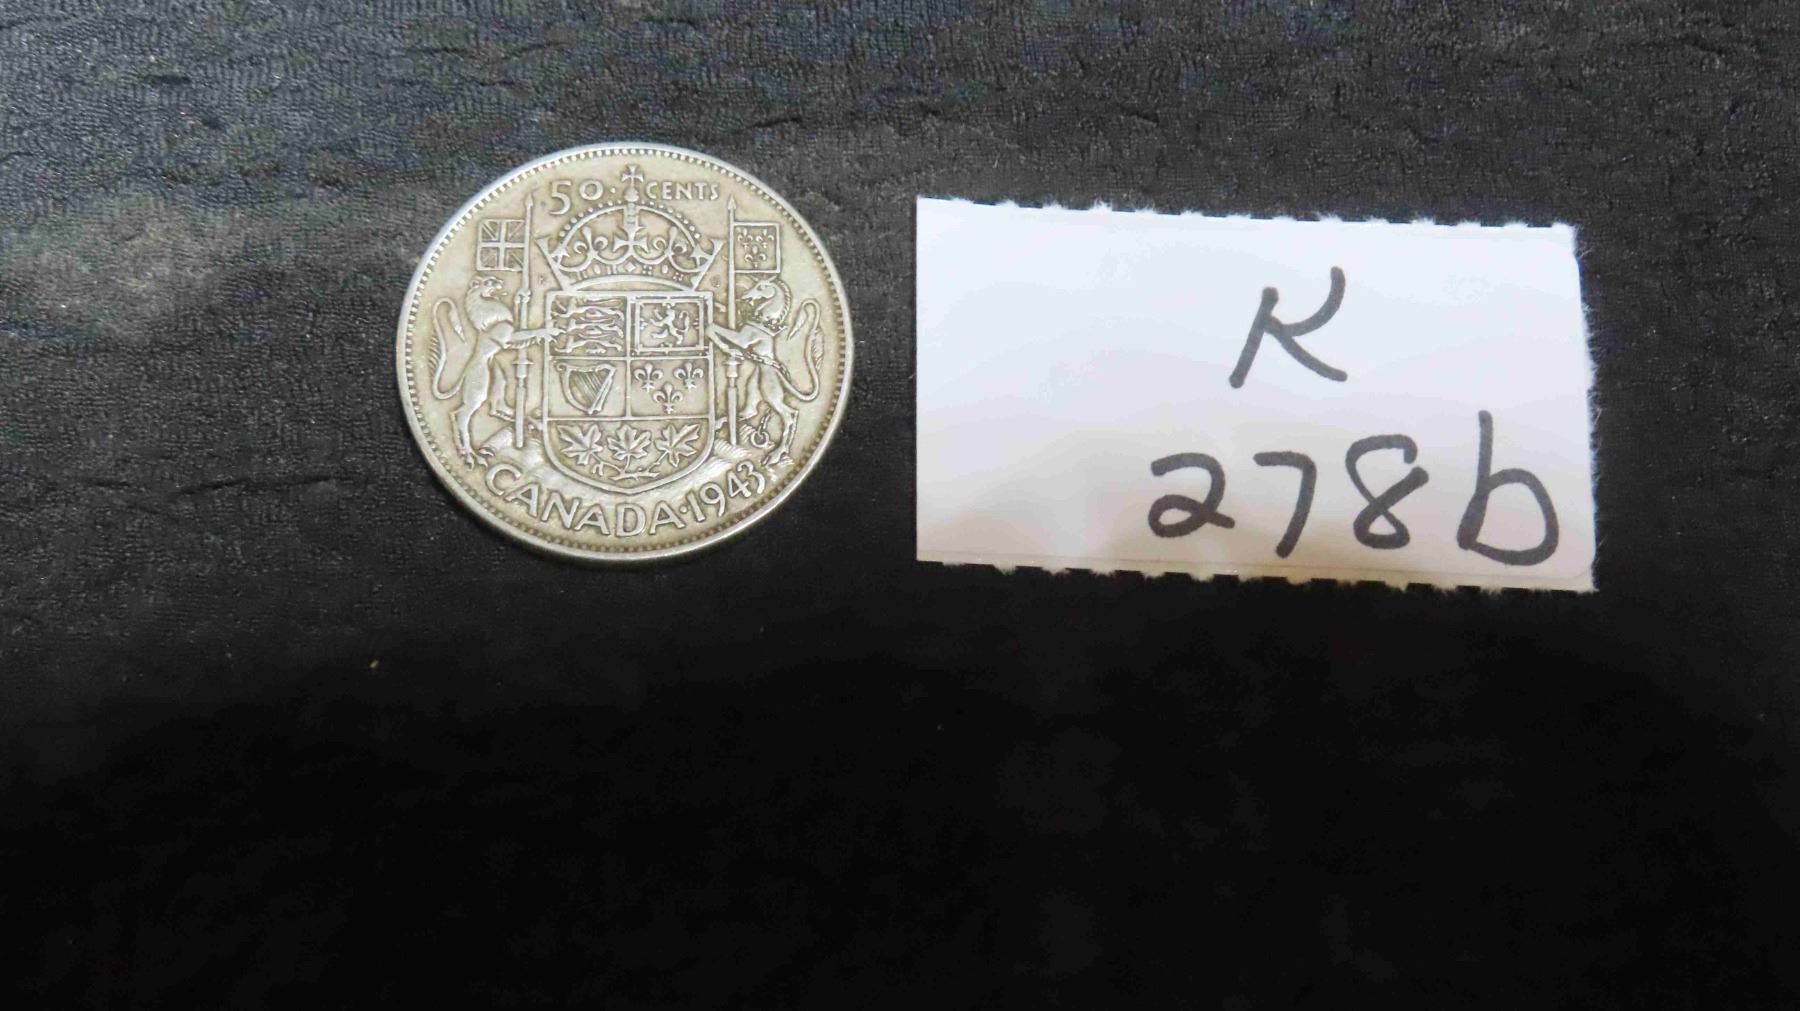 50 · CENTS
CANADA · 1943
K
278b